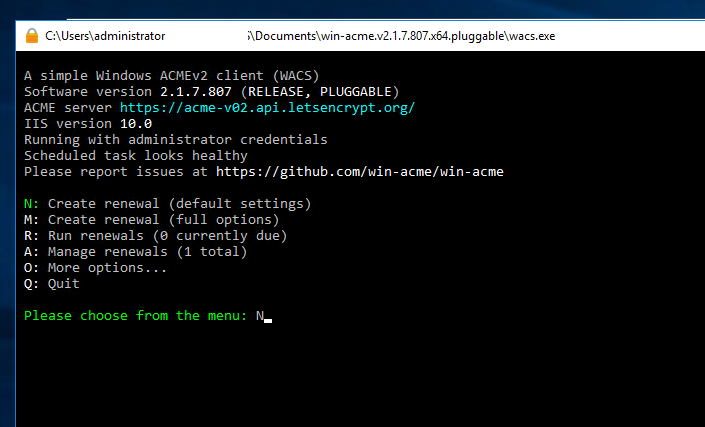 C:\Users\administrator \Documents\win-acme.v2.1.7.807.x64.pluggable\wacs.exe
A simple Windows ACMEv2 client (WACS)
Software version 2.1.7.807 (RELEASE, PLUGGABLE)
ACME server https://acme-v02.api.letsencrypt.org/
IIS version 10.0
Running with administrator credentials
Scheduled task looks healthy
Please report issues at https://github.com/win-acme/win-acme
N: Create renewal (default settings)
M: Create renewal (full options)
R: Run renewals (0 currently due)
A: Manage renewals (1 total)
O: More options...
Q: Quit
Please choose from the menu: N